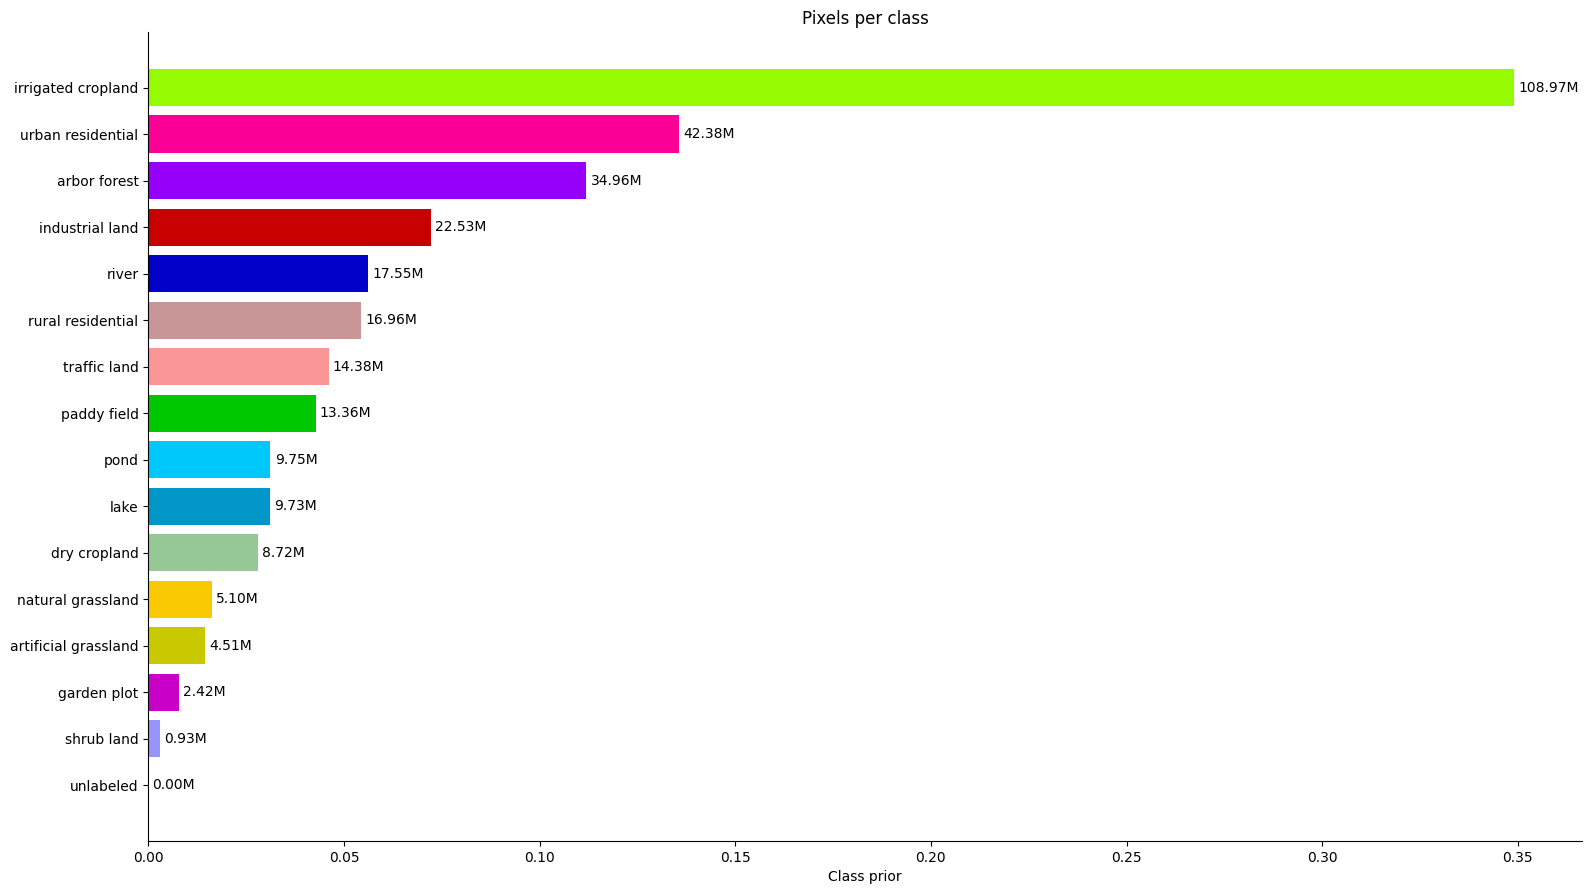 Pixels per class
irrigated cropland 108.97M
urban residential 42.38M
arbor forest 34.96M
industrial land 22.53M
river 17.55M
rural residential 16.96M
traffic land 14.38M
paddy field 13.36M
pond 9.75M
lake 9.73M
dry cropland 8.72M
natural grassland 5.10M
artificial grassland 4.51M
garden plot 2.42M
shrub land 0.93M
unlabeled 0.00M
0.00 0.05 0.10 0.15 0.20 0.25 0.30 0.35
Class prior